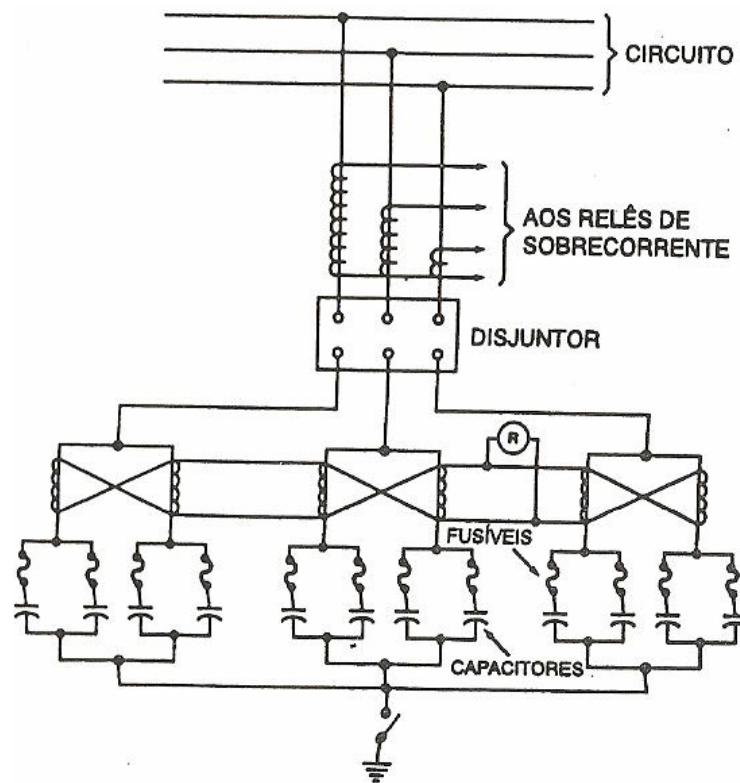 CIRCUITO
AOS RELÊS DE
SOBRECORRENTE
DISJUNTOR
R
FUSÍVEIS
CAPACITORES